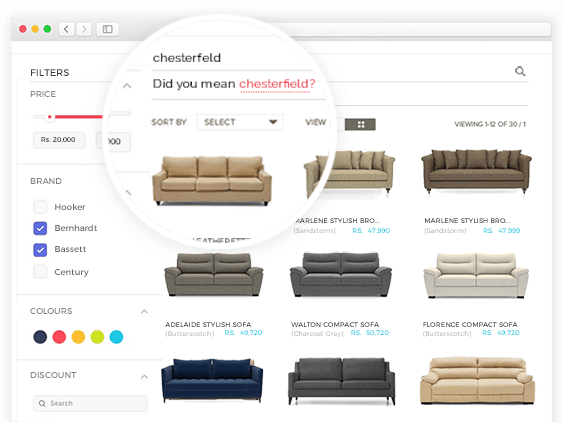 chesterfeld
Did you mean chesterfield?
FILTERS
PRICE
Rs. 20,000
000
SORT BY
SELECT
VIEW
VIEWING 1-12 OF 30 / 1
BRAND
Hooker
Bernhardt
Bassett
Century
MARLENE STYLISH BRO...
(Sandstorm) RS. 47,990
MARLENE STYLISH BRO...
(Sandstorm) RS. 47,999
LEATHERETTE
COLOURS
ADELAIDE STYLISH SOFA
(Butterscotch) RS. 49,720
WALTON COMPACT SOFA
(Charcoal Grey) RS. 50,720
FLORENCE COMPACT SOFA
(Butterscotch) RS. 49,720
DISCOUNT
Search